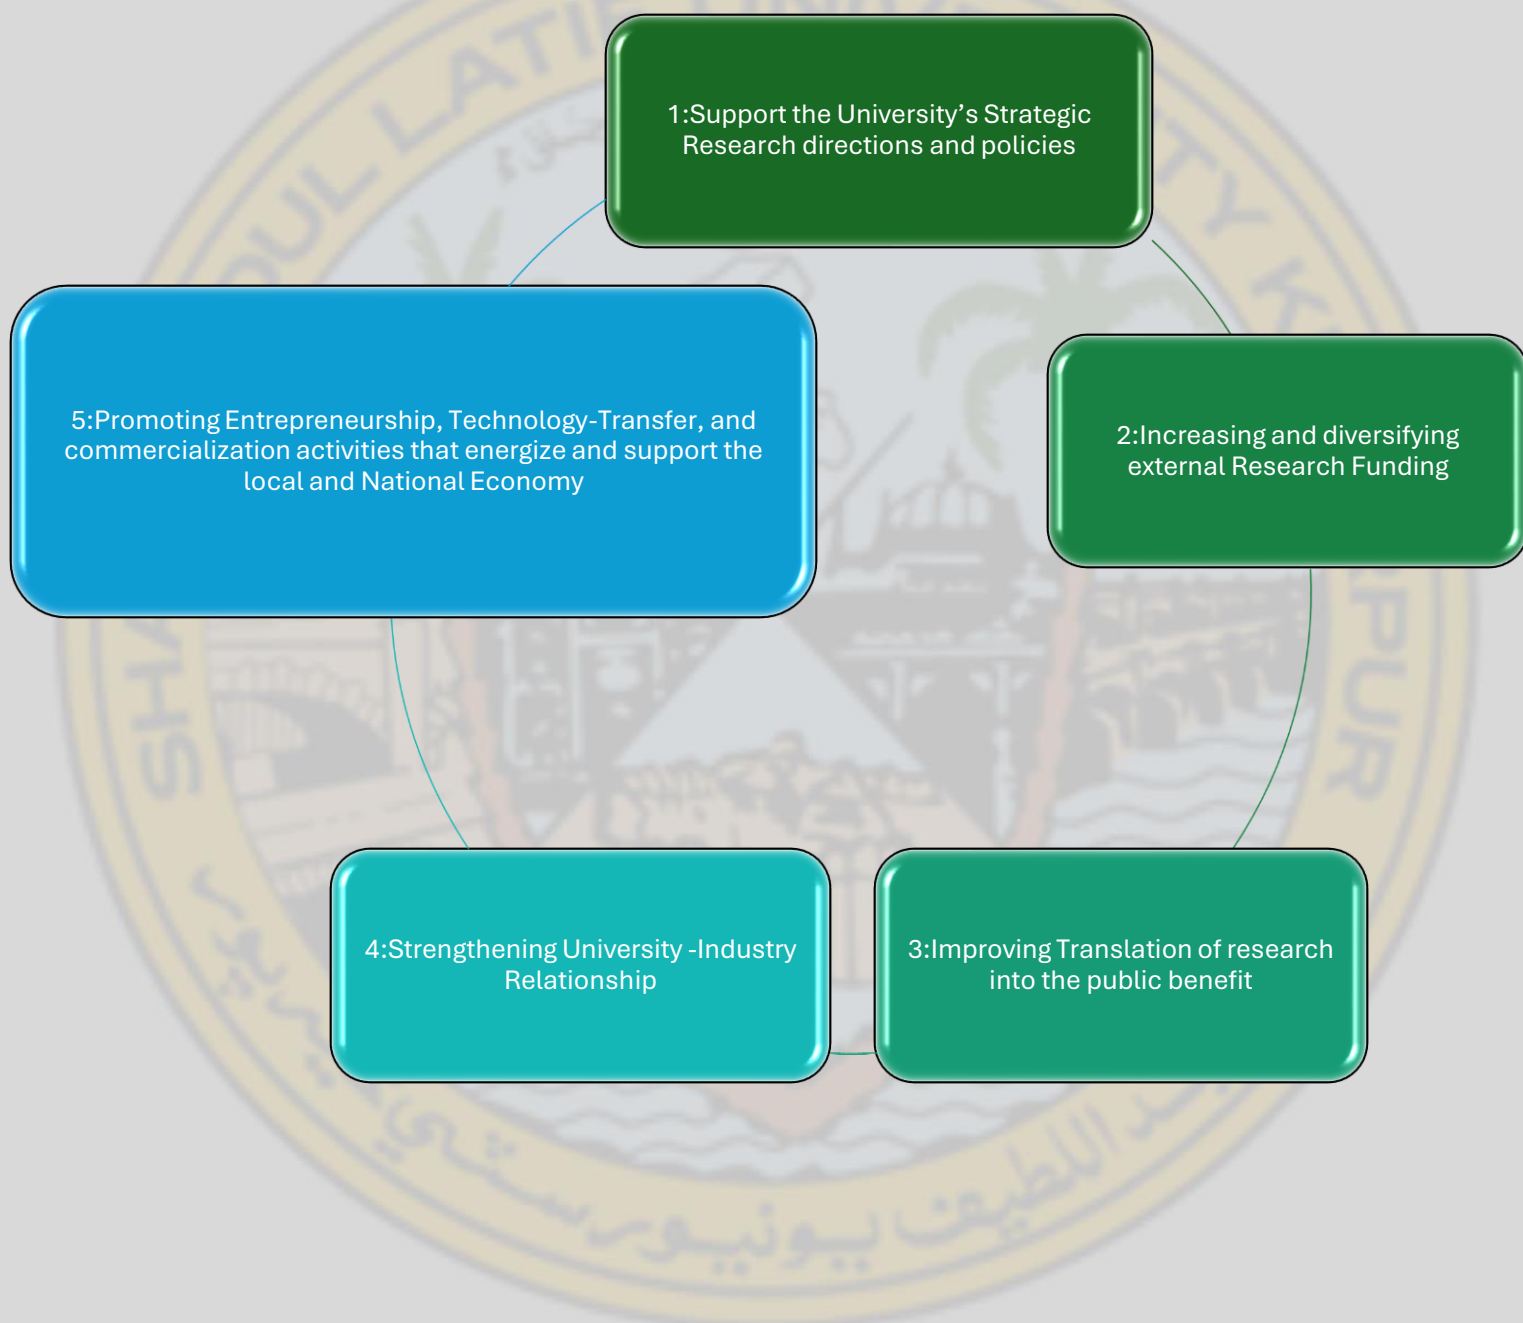 1:Support the University’s Strategic
Research directions and policies
2:Increasing and diversifying
external Research Funding
3:Improving Translation of research
into the public benefit
4:Strengthening University -Industry
Relationship
5:Promoting Entrepreneurship, Technology-Transfer, and
commercialization activities that energize and support the
local and National Economy